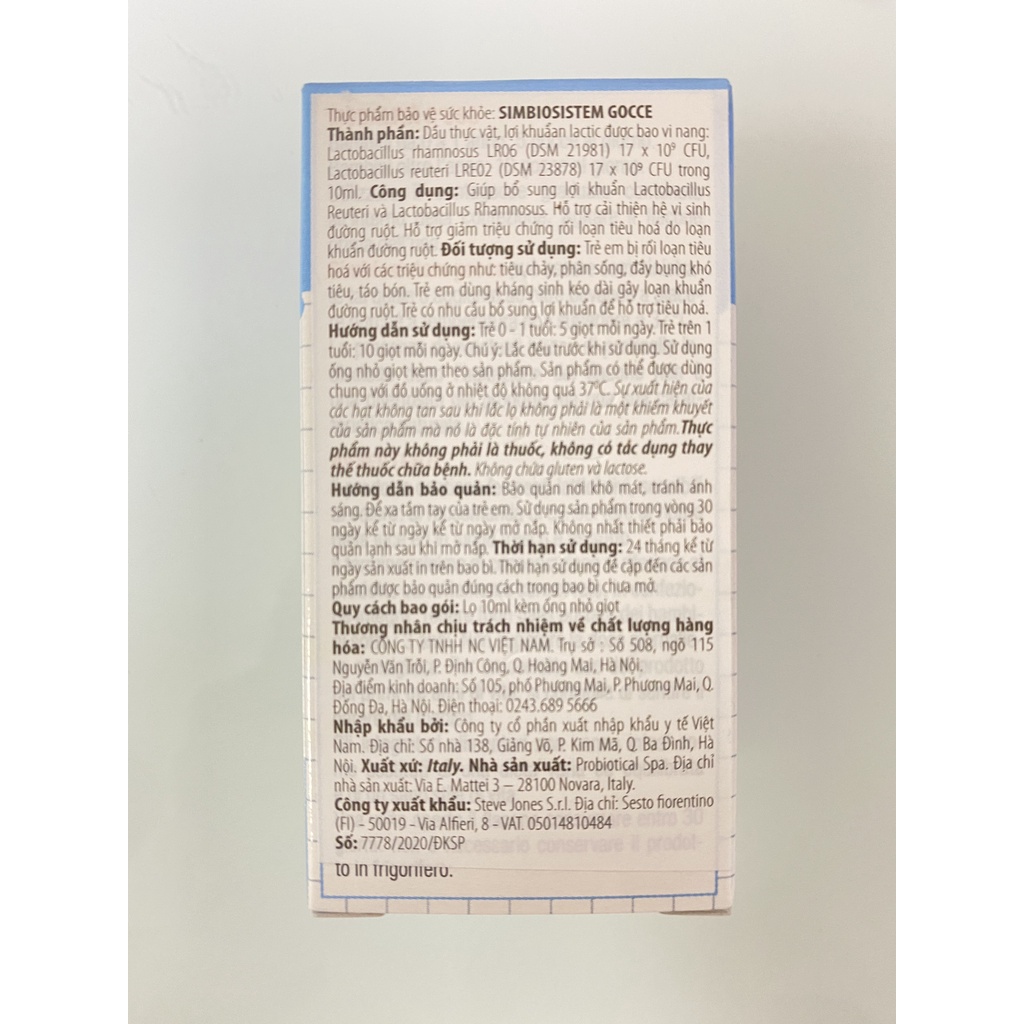 Thực phẩm bảo vệ sức khỏe: SIMBIOSISTEM GOCCE
Thành phần: Dầu thực vật, lợi khuẩan lactic được bao vi nang:
Lactobacillus rhamnosus LR06 (DSM 21981) 17 x 10⁹ CFU,
Lactobacillus reuteri LRE02 (DSM 23878) 17 x 10⁹ CFU trong
10ml. Công dụng: Giúp bổ sung lợi khuẩn Lactobacillus
Reuteri và Lactobacillus Rhamnosus. Hỗ trợ cải thiện hệ vi sinh
đường ruột. Hỗ trợ giảm triệu chứng rối loạn tiêu hoá do loạn
khuẩn đường ruột. Đối tượng sử dụng: Trẻ em bị rối loạn tiêu
hoá với các triệu chứng như: tiêu chảy, phân sống, đầy bụng khó
tiêu, táo bón. Trẻ em dùng kháng sinh kéo dài gây loạn khuẩn
đường ruột. Trẻ có nhu cầu bổ sung lợi khuẩn để hỗ trợ tiêu hoá.
Hướng dẫn sử dụng: Trẻ 0 - 1 tuổi: 5 giọt mỗi ngày. Trẻ trên 1
tuổi: 10 giọt mỗi ngày. Chú ý: Lắc đều trước khi sử dụng. Sử dụng
ống nhỏ giọt kèm theo sản phẩm. Sản phẩm có thể được dùng
chung với đồ uống ở nhiệt độ không quá 37°C. Sự xuất hiện của
các hạt không tan sau khi lắc lọ không phải là một khiếm khuyết
của sản phẩm mà nó là đặc tính tự nhiên của sản phẩm.Thực
phẩm này không phải là thuốc, không có tác dụng thay
thế thuốc chữa bệnh. Không chứa gluten và lactose.
Hướng dẫn bảo quản: Bảo quản nơi khô mát, tránh ánh
sáng. Để xa tầm tay của trẻ em. Sử dụng sản phẩm trong vòng 30
ngày kể từ ngày kể từ ngày mở nắp. Không nhất thiết phải bảo
quản lạnh sau khi mở nắp. Thời hạn sử dụng: 24 tháng kể từ
ngày sản xuất in trên bao bì. Thời hạn sử dụng đề cập đến các sản
phẩm được bảo quản đúng cách trong bao bì chưa mở.
Quy cách bao gói: Lọ 10ml kèm ống nhỏ giọt
Thương nhân chịu trách nhiệm về chất lượng hàng
hóa: CÔNG TY TNHH NC VIỆT NAM. Trụ sở : Số 508, ngõ 115
Nguyễn Văn Trỗi, P. Định Công, Q. Hoàng Mai, Hà Nội.
Địa điểm kinh doanh: Số 105, phố Phương Mai, P. Phương Mai, Q.
Đống Đa, Hà Nội. Điện thoại: 0243.689 5666
Nhập khẩu bởi: Công ty cổ phần xuất nhập khẩu y tế Việt
Nam. Địa chỉ: Số nhà 138, Giảng Võ, P. Kim Mã, Q. Ba Đình, Hà
Nội. Xuất xứ: Italy. Nhà sản xuất: Probiotical Spa. Địa chỉ
nhà sản xuất: Via E. Mattei 3 – 28100 Novara, Italy.
Công ty xuất khẩu: Steve Jones S.r.l. Địa chỉ: Sesto fiorentino
(FI) - 50019 - Via Alfieri, 8 - VAT. 05014810484
Số: 7778/2020/ĐKSP
to in frigorifero.